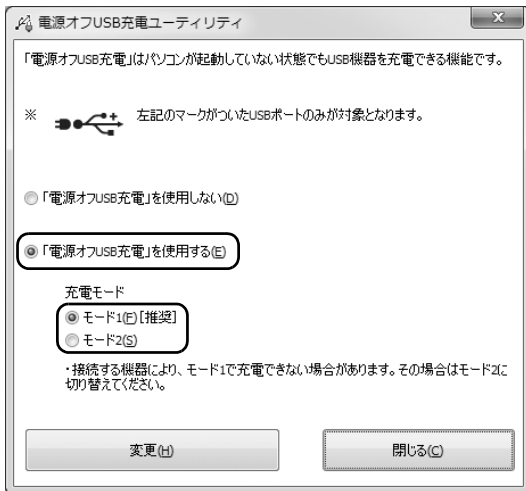 電源オフUSB充電ユーティリティ
「電源オフUSB充電」はパソコンが起動していない状態でもUSB機器を充電できる機能です。
※ 左記のマークがついたUSBポートのみが対象となります。
「電源オフUSB充電」を使用しない(D)
「電源オフUSB充電」を使用する(E)
充電モード
モード1(F)[推奨]
モード2(S)
・接続する機器により、モード1で充電できない場合があります。その場合はモード2に
切り替えてください。
変更(H) 閉じる(C)